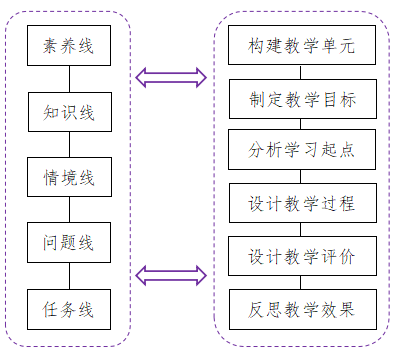 素养线
知识线
情境线
问题线
任务线
构建教学单元
制定教学目标
分析学习起点
设计教学过程
设计教学评价
反思教学效果